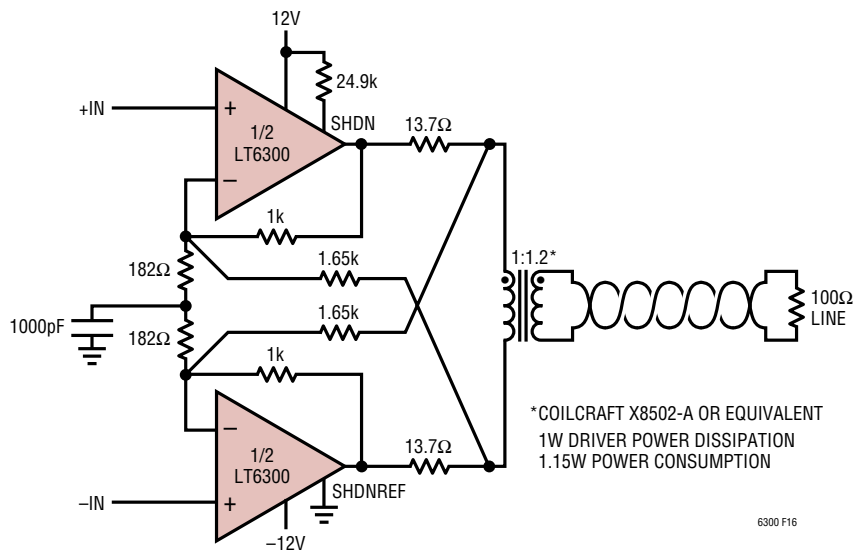 12V
24.9k
+IN
+
SHDN
1/2
LT6300
13.7Ω
–
1k
1:1.2*
182Ω
1.65k
1000pF
1.65k
100Ω
LINE
182Ω
1k
*COILCRAFT X8502-A OR EQUIVALENT
1W DRIVER POWER DISSIPATION
1.15W POWER CONSUMPTION
–
1/2
LT6300
13.7Ω
SHDNREF
–IN
+
–12V
6300 F16